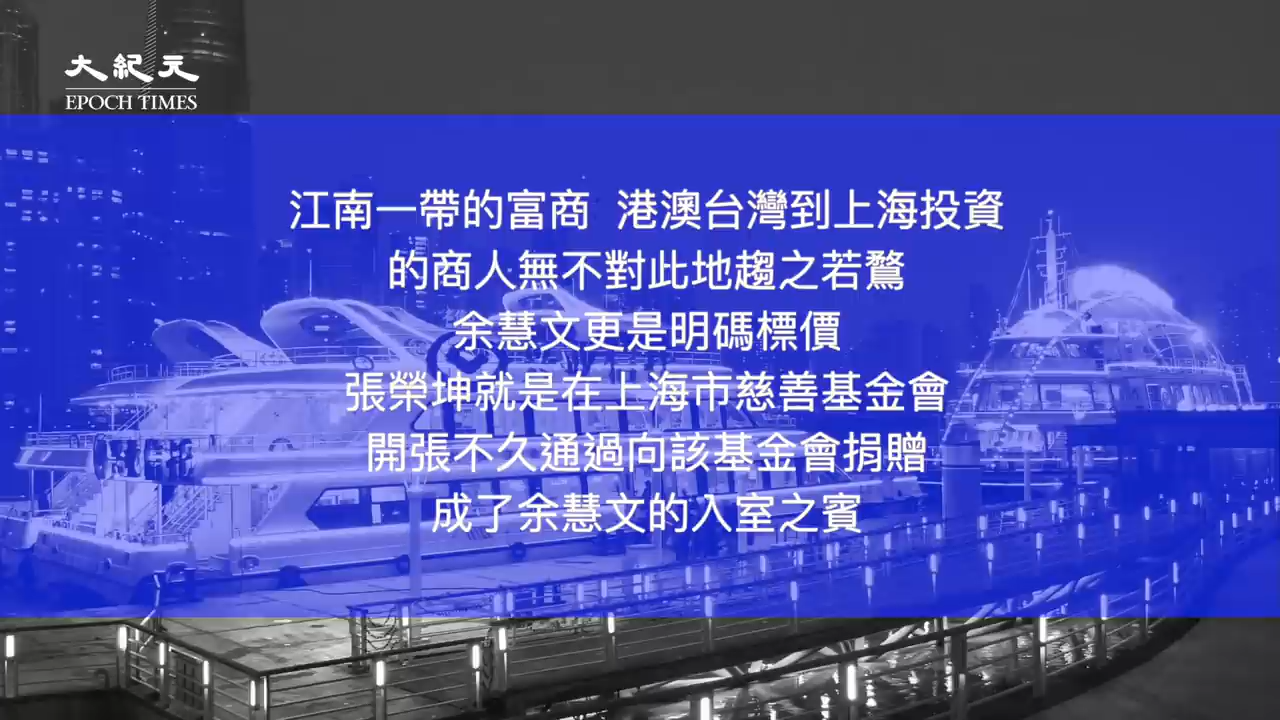 大紀元
EPOCH TIMES
江南一帶的富商 港澳台灣到上海投資
的商人無不對此地趨之若鶩
余慧文更是明碼標價
張榮坤就是在上海市慈善基金會
開張不久通過向該基金會捐贈
成了余慧文的入室之賓